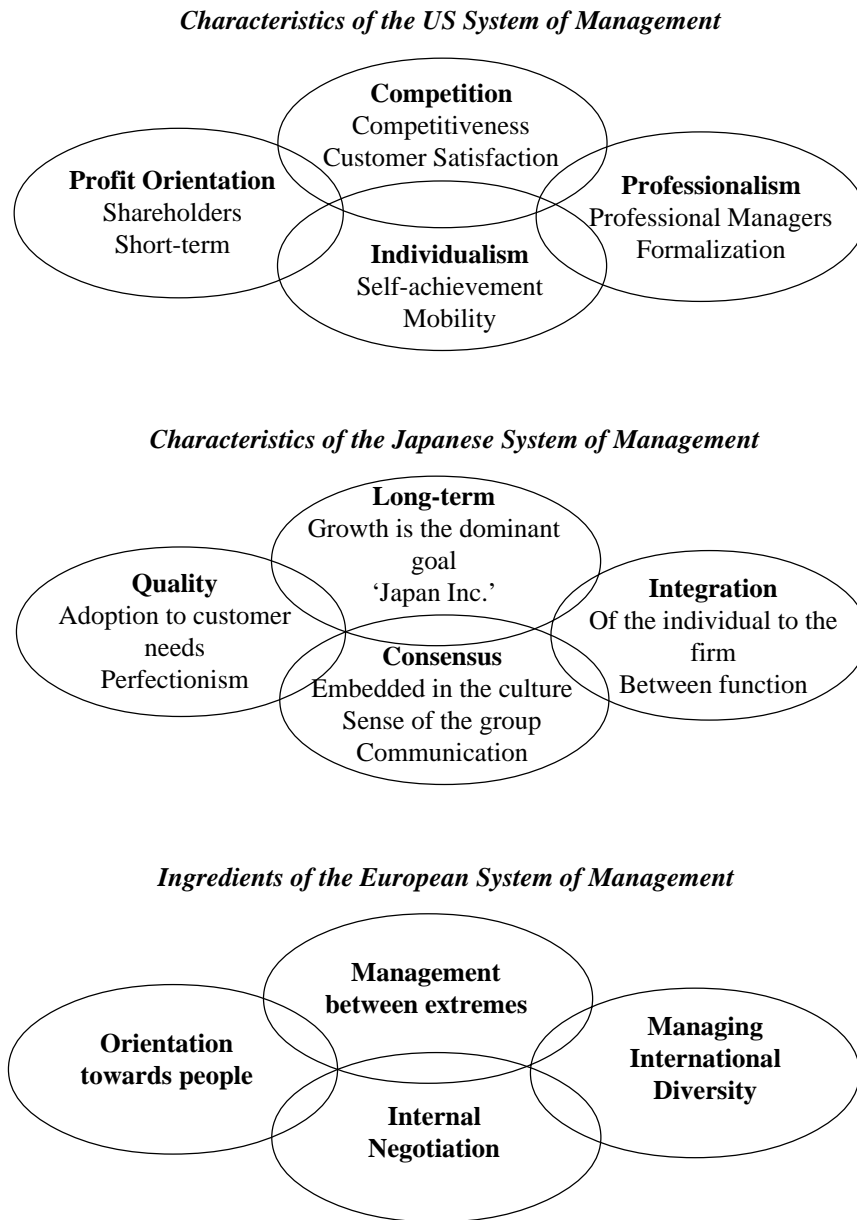 Characteristics of the US System of Management
Competition
Competitiveness
Customer Satisfaction
Profit Orientation
Shareholders
Short-term
Professionalism
Professional Managers
Formalization
Individualism
Self-achievement
Mobility
Characteristics of the Japanese System of Management
Long-term
Growth is the dominant
goal
‘Japan Inc.’
Quality
Adoption to customer
needs
Perfectionism
Integration
Of the individual to the
firm
Between function
Consensus
Embedded in the culture
Sense of the group
Communication
Ingredients of the European System of Management
Management
between extremes
Orientation
towards people
Managing
International
Diversity
Internal
Negotiation